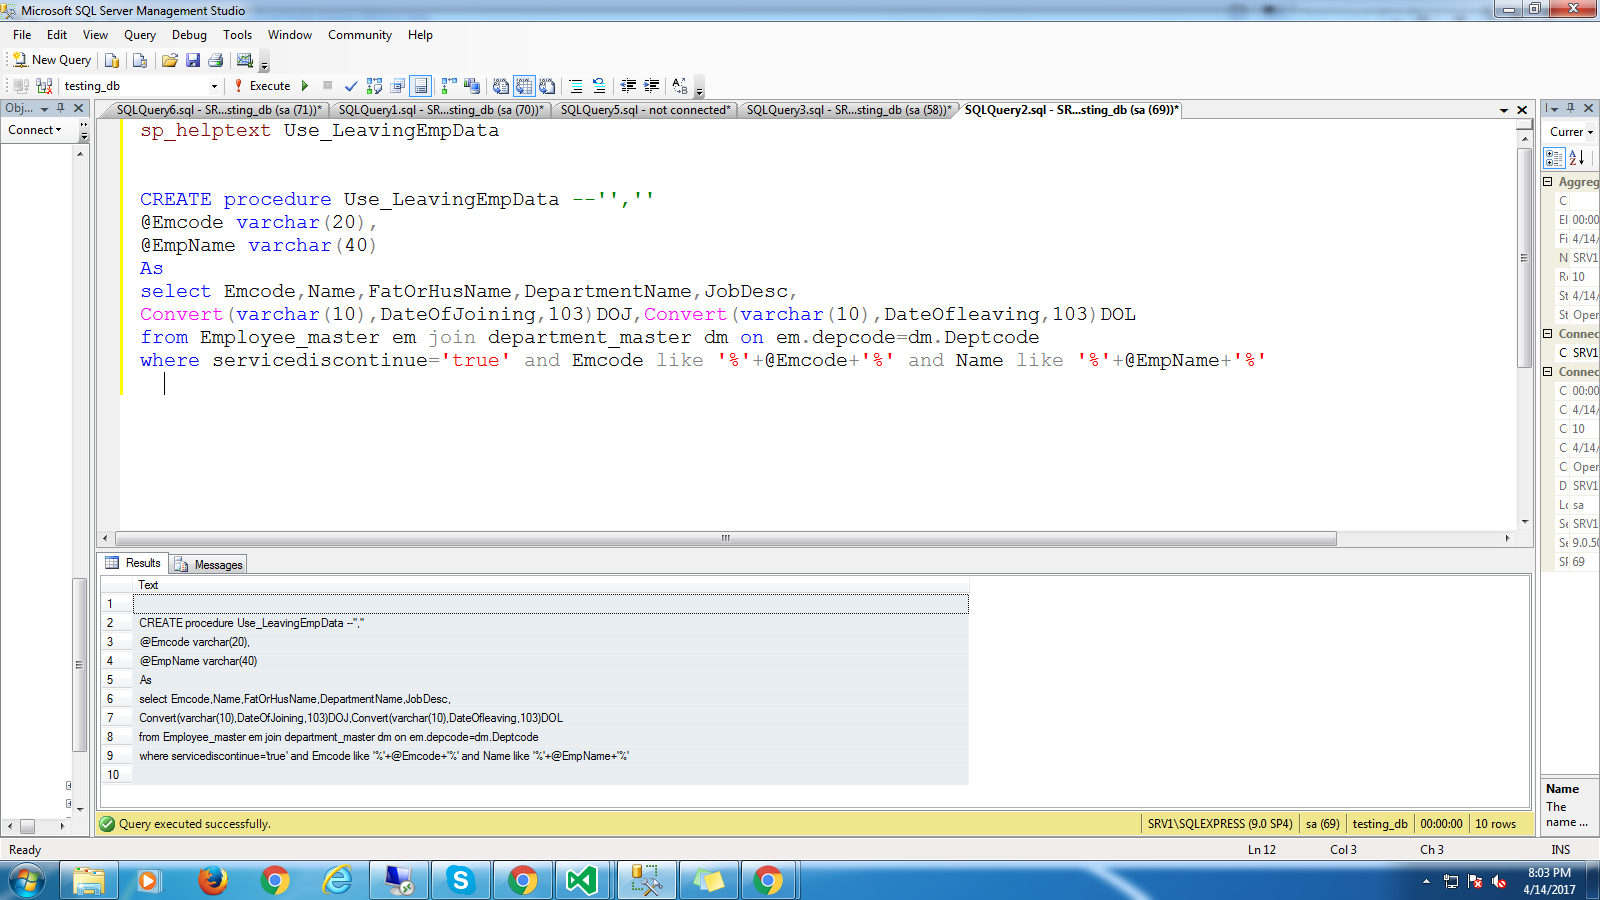 Microsoft SQL Server Management Studio
File Edit View Query Debug Tools Window Community Help
New Query
testing_db Execute
Obj...
SQLQuery6.sql - SR...sting_db (sa (71))* SQLQuery1.sql - SR...sting_db (sa (70))* SQLQuery5.sql - not connected* SQLQuery3.sql - SR...sting_db (sa (58))* SQLQuery2.sql - SR...sting_db (sa (69))*
Connect
sp_helptext Use_LeavingEmpData
CREATE procedure Use_LeavingEmpData --'',''
@Emcode varchar(20),
@EmpName varchar(40)
As
select Emcode,Name,FatOrHusName,DepartmentName,JobDesc,
Convert(varchar(10),DateOfJoining,103)DOJ,Convert(varchar(10),DateOfleaving,103)DOL
from Employee_master em join department_master dm on em.depcode=dm.Deptcode
where servicediscontinue='true' and Emcode like '%'+@Emcode+'%' and Name like '%'+@EmpName+'%'
Currer
Aggreg
C
El 00:00
Fi 4/14/
N SRV1
R 10
St 4/14/
St Oper
Connec
C SRV1
Connec
C 00:00
C 4/14/
C 10
C 4/14/
C Oper
D SRV1
Lo sa
Se SRV1
Se 9.0.50
SF 69
Name
The
name ...
Results Messages
Text
1
2 CREATE procedure Use_LeavingEmpData --'',''
3 @Emcode varchar(20),
4 @EmpName varchar(40)
5 As
6 select Emcode,Name,FatOrHusName,DepartmentName,JobDesc,
7 Convert(varchar(10),DateOfJoining,103)DOJ,Convert(varchar(10),DateOfleaving,103)DOL
8 from Employee_master em join department_master dm on em.depcode=dm.Deptcode
9 where servicediscontinue='true' and Emcode like '%'+@Emcode+'%' and Name like '%'+@EmpName+'%'
10
Query executed successfully. SRV1\SQLEXPRESS (9.0 SP4) sa (69) testing_db 00:00:00 10 rows
Ready Ln 12 Col 3 Ch 3 INS
8:03 PM
4/14/2017